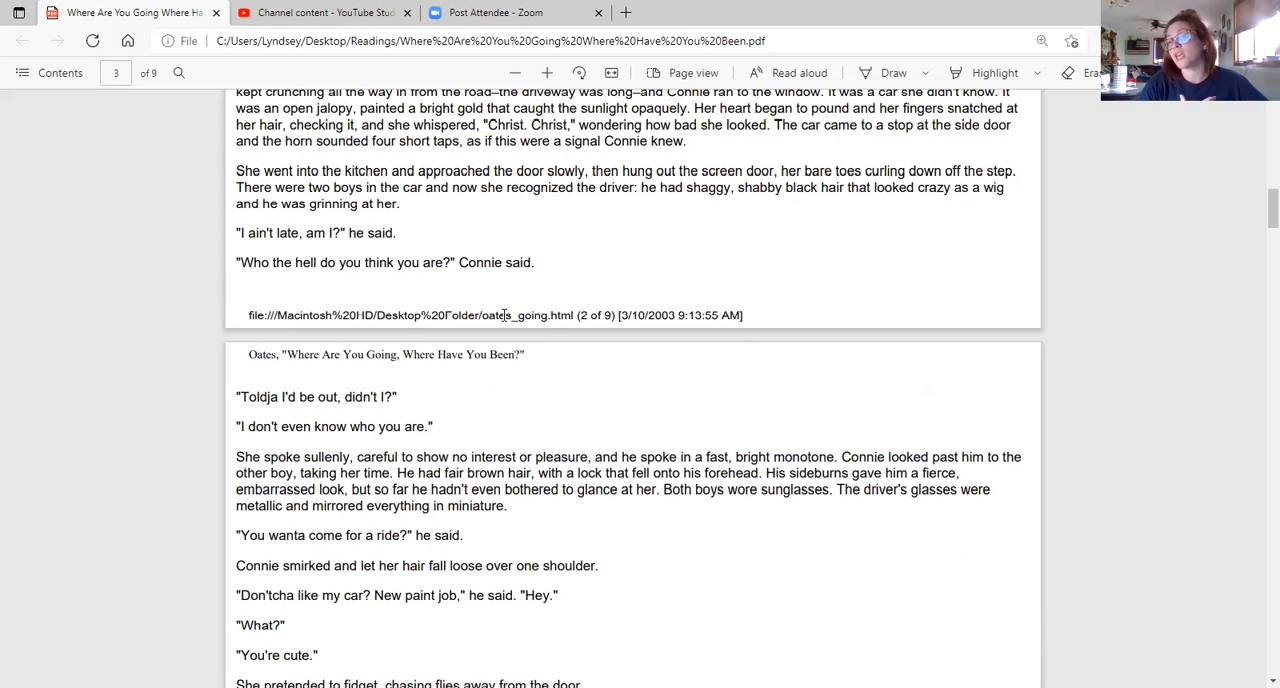 Where Are You Going Where Ha
Channel content - YouTube Stud
Post Attendee - Zoom
File
C:/Users/Lyndsey/Desktop/Readings/Where%20Are%20You%20Going%20Where%20Have%20You%20Been.pdf
Contents
3
of 9
Page view
Read aloud
Draw
Highlight
Era
kept crunching all the way in from the road—the driveway was long—and Connie ran to the window. It was a car she didn't know. It
was an open jalopy, painted a bright gold that caught the sunlight opaquely. Her heart began to pound and her fingers snatched at
her hair, checking it, and she whispered, "Christ. Christ," wondering how bad she looked. The car came to a stop at the side door
and the horn sounded four short taps, as if this were a signal Connie knew.
She went into the kitchen and approached the door slowly, then hung out the screen door, her bare toes curling down off the step.
There were two boys in the car and now she recognized the driver: he had shaggy, shabby black hair that looked crazy as a wig
and he was grinning at her.
"I ain't late, am I?" he said.
"Who the hell do you think you are?" Connie said.
file:///Macintosh%20HD/Desktop%20Folder/oates_going.html (2 of 9) [3/10/2003 9:13:55 AM]
Oates, "Where Are You Going, Where Have You Been?"
"Toldja I'd be out, didn't I?"
"I don't even know who you are."
She spoke sullenly, careful to show no interest or pleasure, and he spoke in a fast, bright monotone. Connie looked past him to the
other boy, taking her time. He had fair brown hair, with a lock that fell onto his forehead. His sideburns gave him a fierce,
embarrassed look, but so far he hadn't even bothered to glance at her. Both boys wore sunglasses. The driver's glasses were
metallic and mirrored everything in miniature.
"You wanta come for a ride?" he said.
Connie smirked and let her hair fall loose over one shoulder.
"Don'tcha like my car? New paint job," he said. "Hey."
"What?"
"You're cute."
She pretended to fidget, chasing flies away from the door.